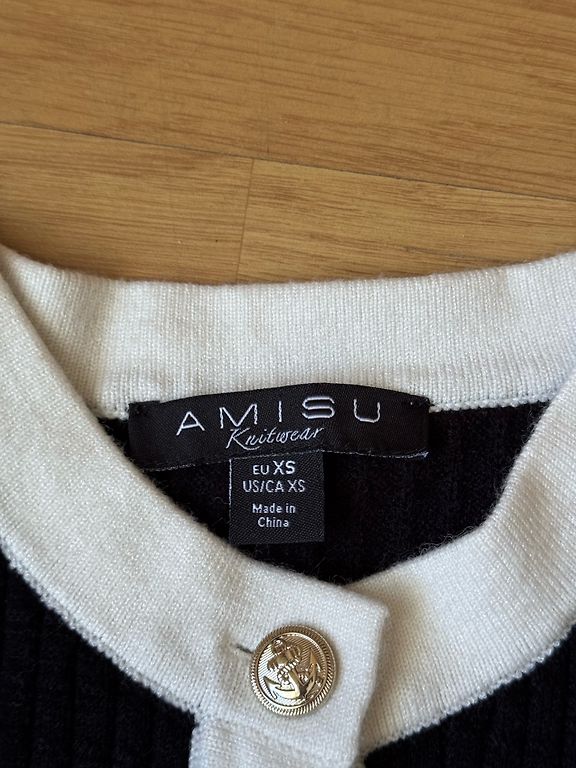 AMISU
Knitwear
EU XS
US/CA XS
Made in
China